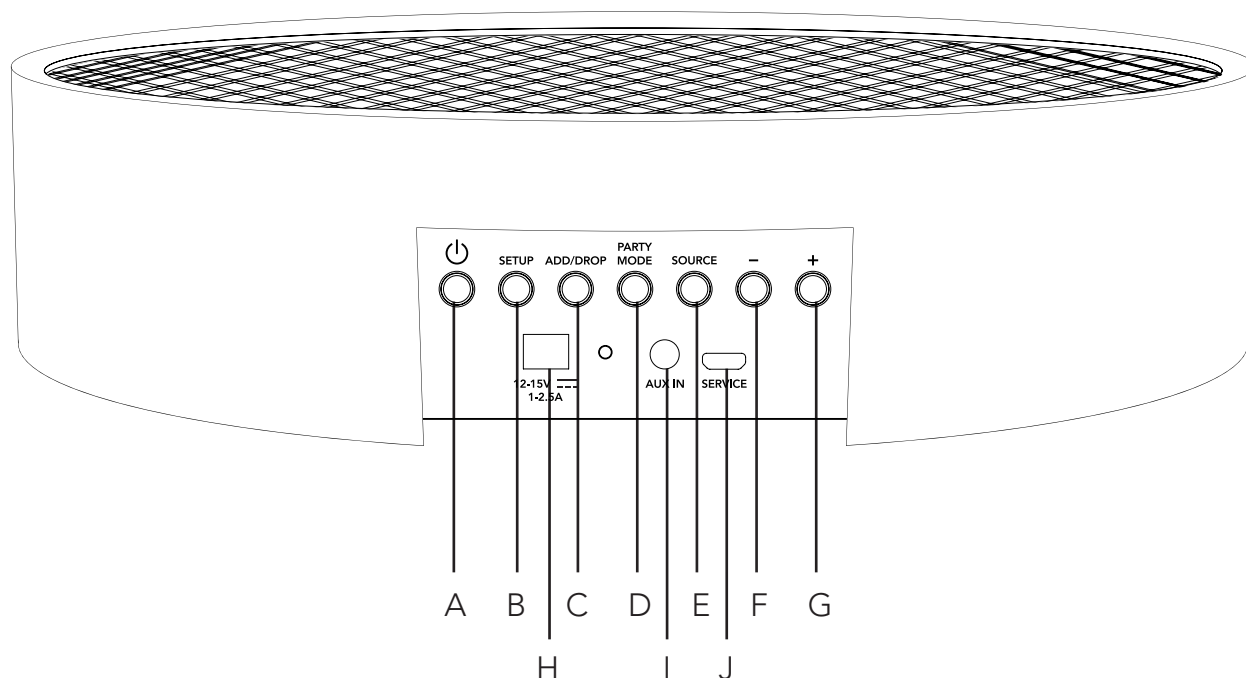 PARTY
SETUP ADD/DROP MODE SOURCE − +
12-15V
1-2.5A
AUX IN SERVICE
A B C D E F G
H I J